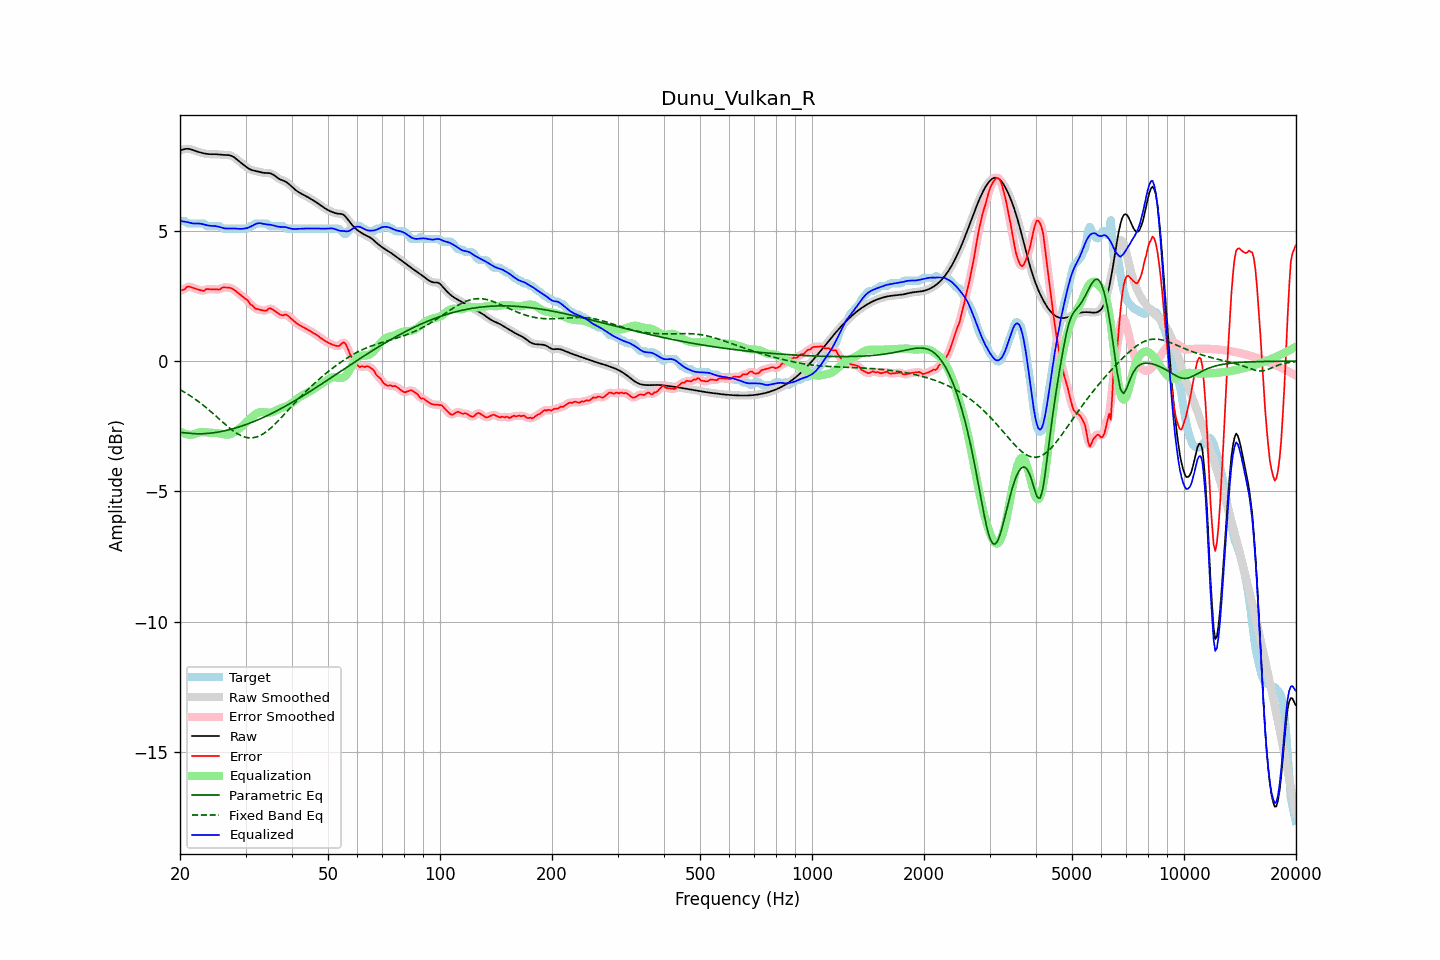 Dunu_Vulkan_R
Amplitude (dBr)
5
0
−5
−10
−15
Target
Raw Smoothed
Error Smoothed
Raw
Error
Equalization
Parametric Eq
Fixed Band Eq
Equalized
20 50 100 200 500 1000 2000 5000 10000 20000
Frequency (Hz)